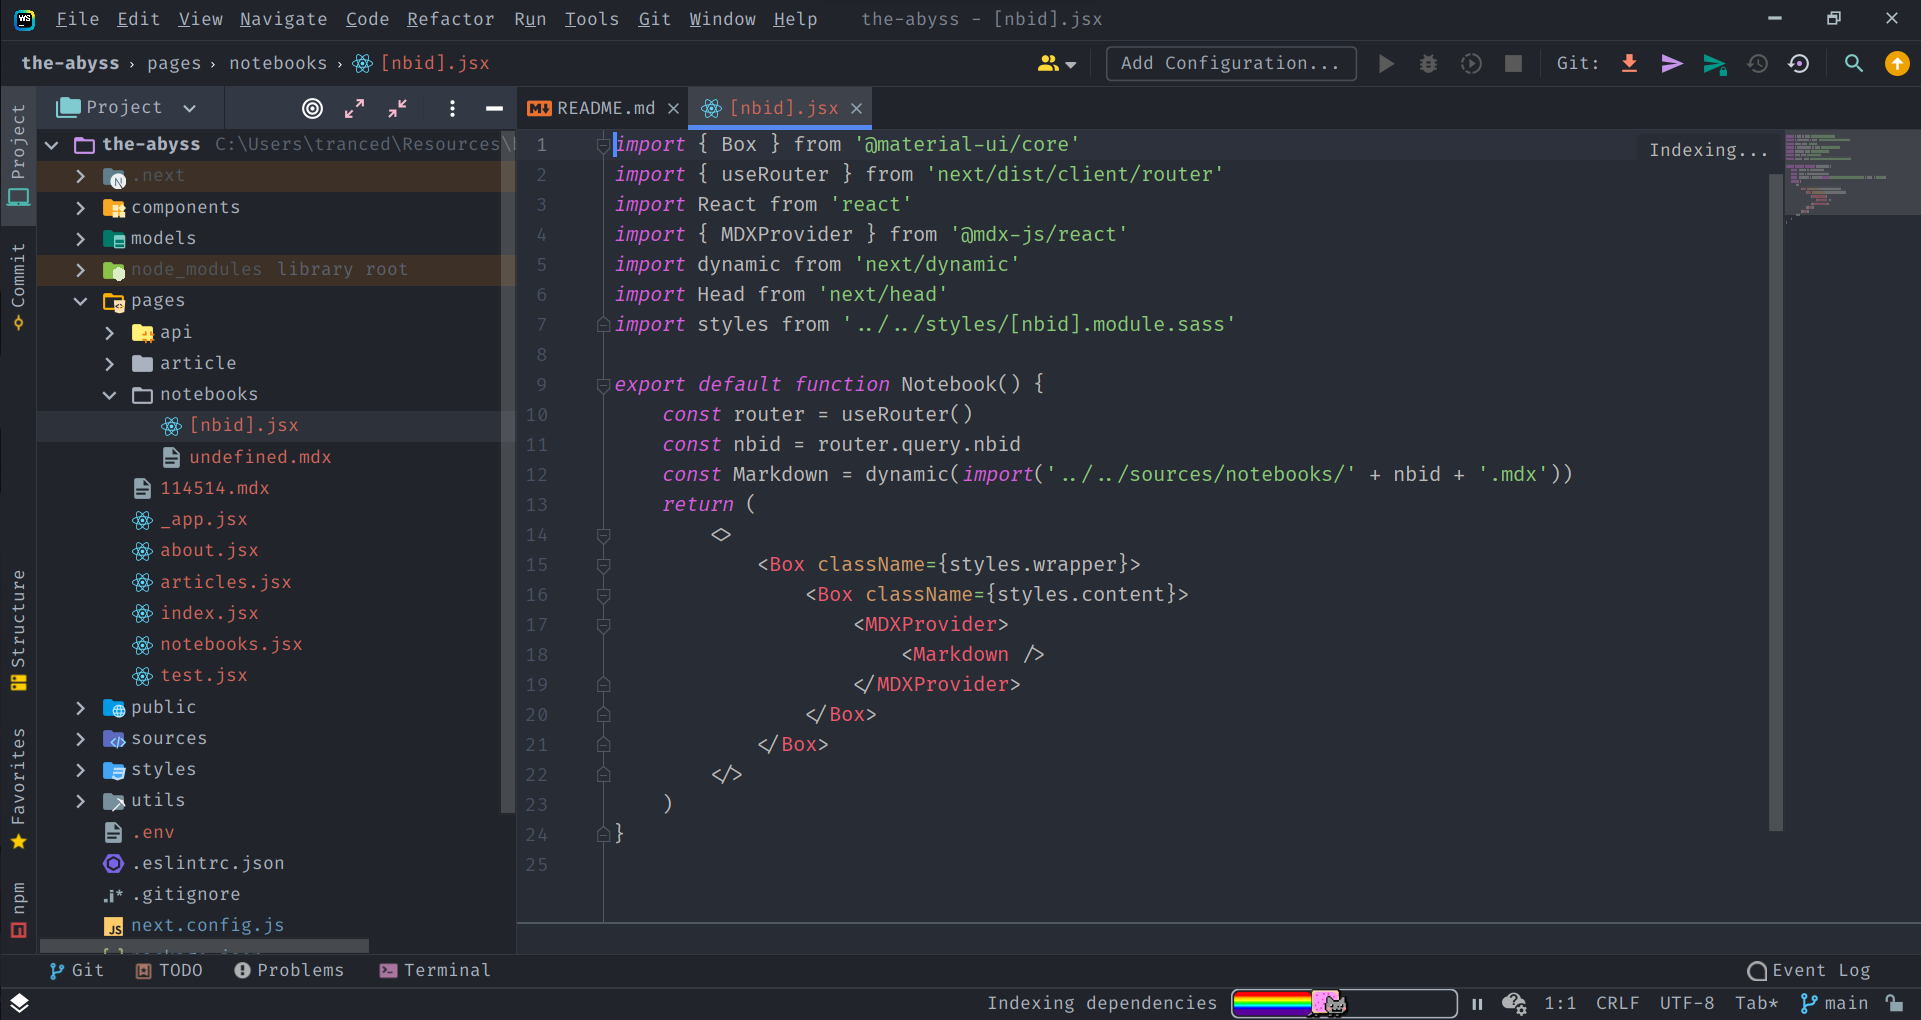 WS File Edit View Navigate Code Refactor Run Tools Git Window Help the-abyss - [nbid].jsx
the-abyss › pages › notebooks › [nbid].jsx Add Configuration... Git:
Project README.md [nbid].jsx
Project
Commit
Structure
Favorites
npm
the-abyss C:\Users\tranced\Resources\
.next
components
models
node_modules library root
pages
api
article
notebooks
[nbid].jsx
undefined.mdx
114514.mdx
_app.jsx
about.jsx
articles.jsx
index.jsx
notebooks.jsx
test.jsx
public
sources
styles
utils
.env
.eslintrc.json
.gitignore
next.config.js
Indexing...
1 import { Box } from '@material-ui/core'
2 import { useRouter } from 'next/dist/client/router'
3 import React from 'react'
4 import { MDXProvider } from '@mdx-js/react'
5 import dynamic from 'next/dynamic'
6 import Head from 'next/head'
7 import styles from '../../styles/[nbid].module.sass'
8
9 export default function Notebook() {
10 const router = useRouter()
11 const nbid = router.query.nbid
12 const Markdown = dynamic(import('../../sources/notebooks/' + nbid + '.mdx'))
13 return (
14 <>
15 <Box className={styles.wrapper}>
16 <Box className={styles.content}>
17 <MDXProvider>
18 <Markdown />
19 </MDXProvider>
20 </Box>
21 </Box>
22 </>
23 )
24 }
25
Git TODO Problems Terminal Event Log
Indexing dependencies 1:1 CRLF UTF-8 Tab* main